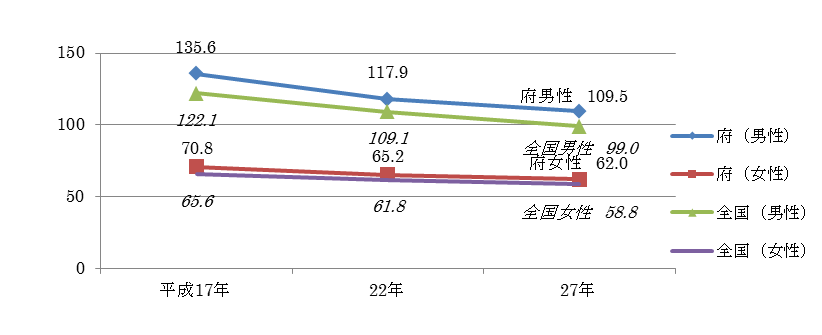 135.6
150
117.9
府男性 109.5
122.1
109.1
100
全国男性 99.0
府(男性)
70.8
65.2
府女性 62.0
府(女性)
50
65.6
61.8
全国女性 58.8
全国(男性)
全国(女性)
0
平成17年
22年
27年